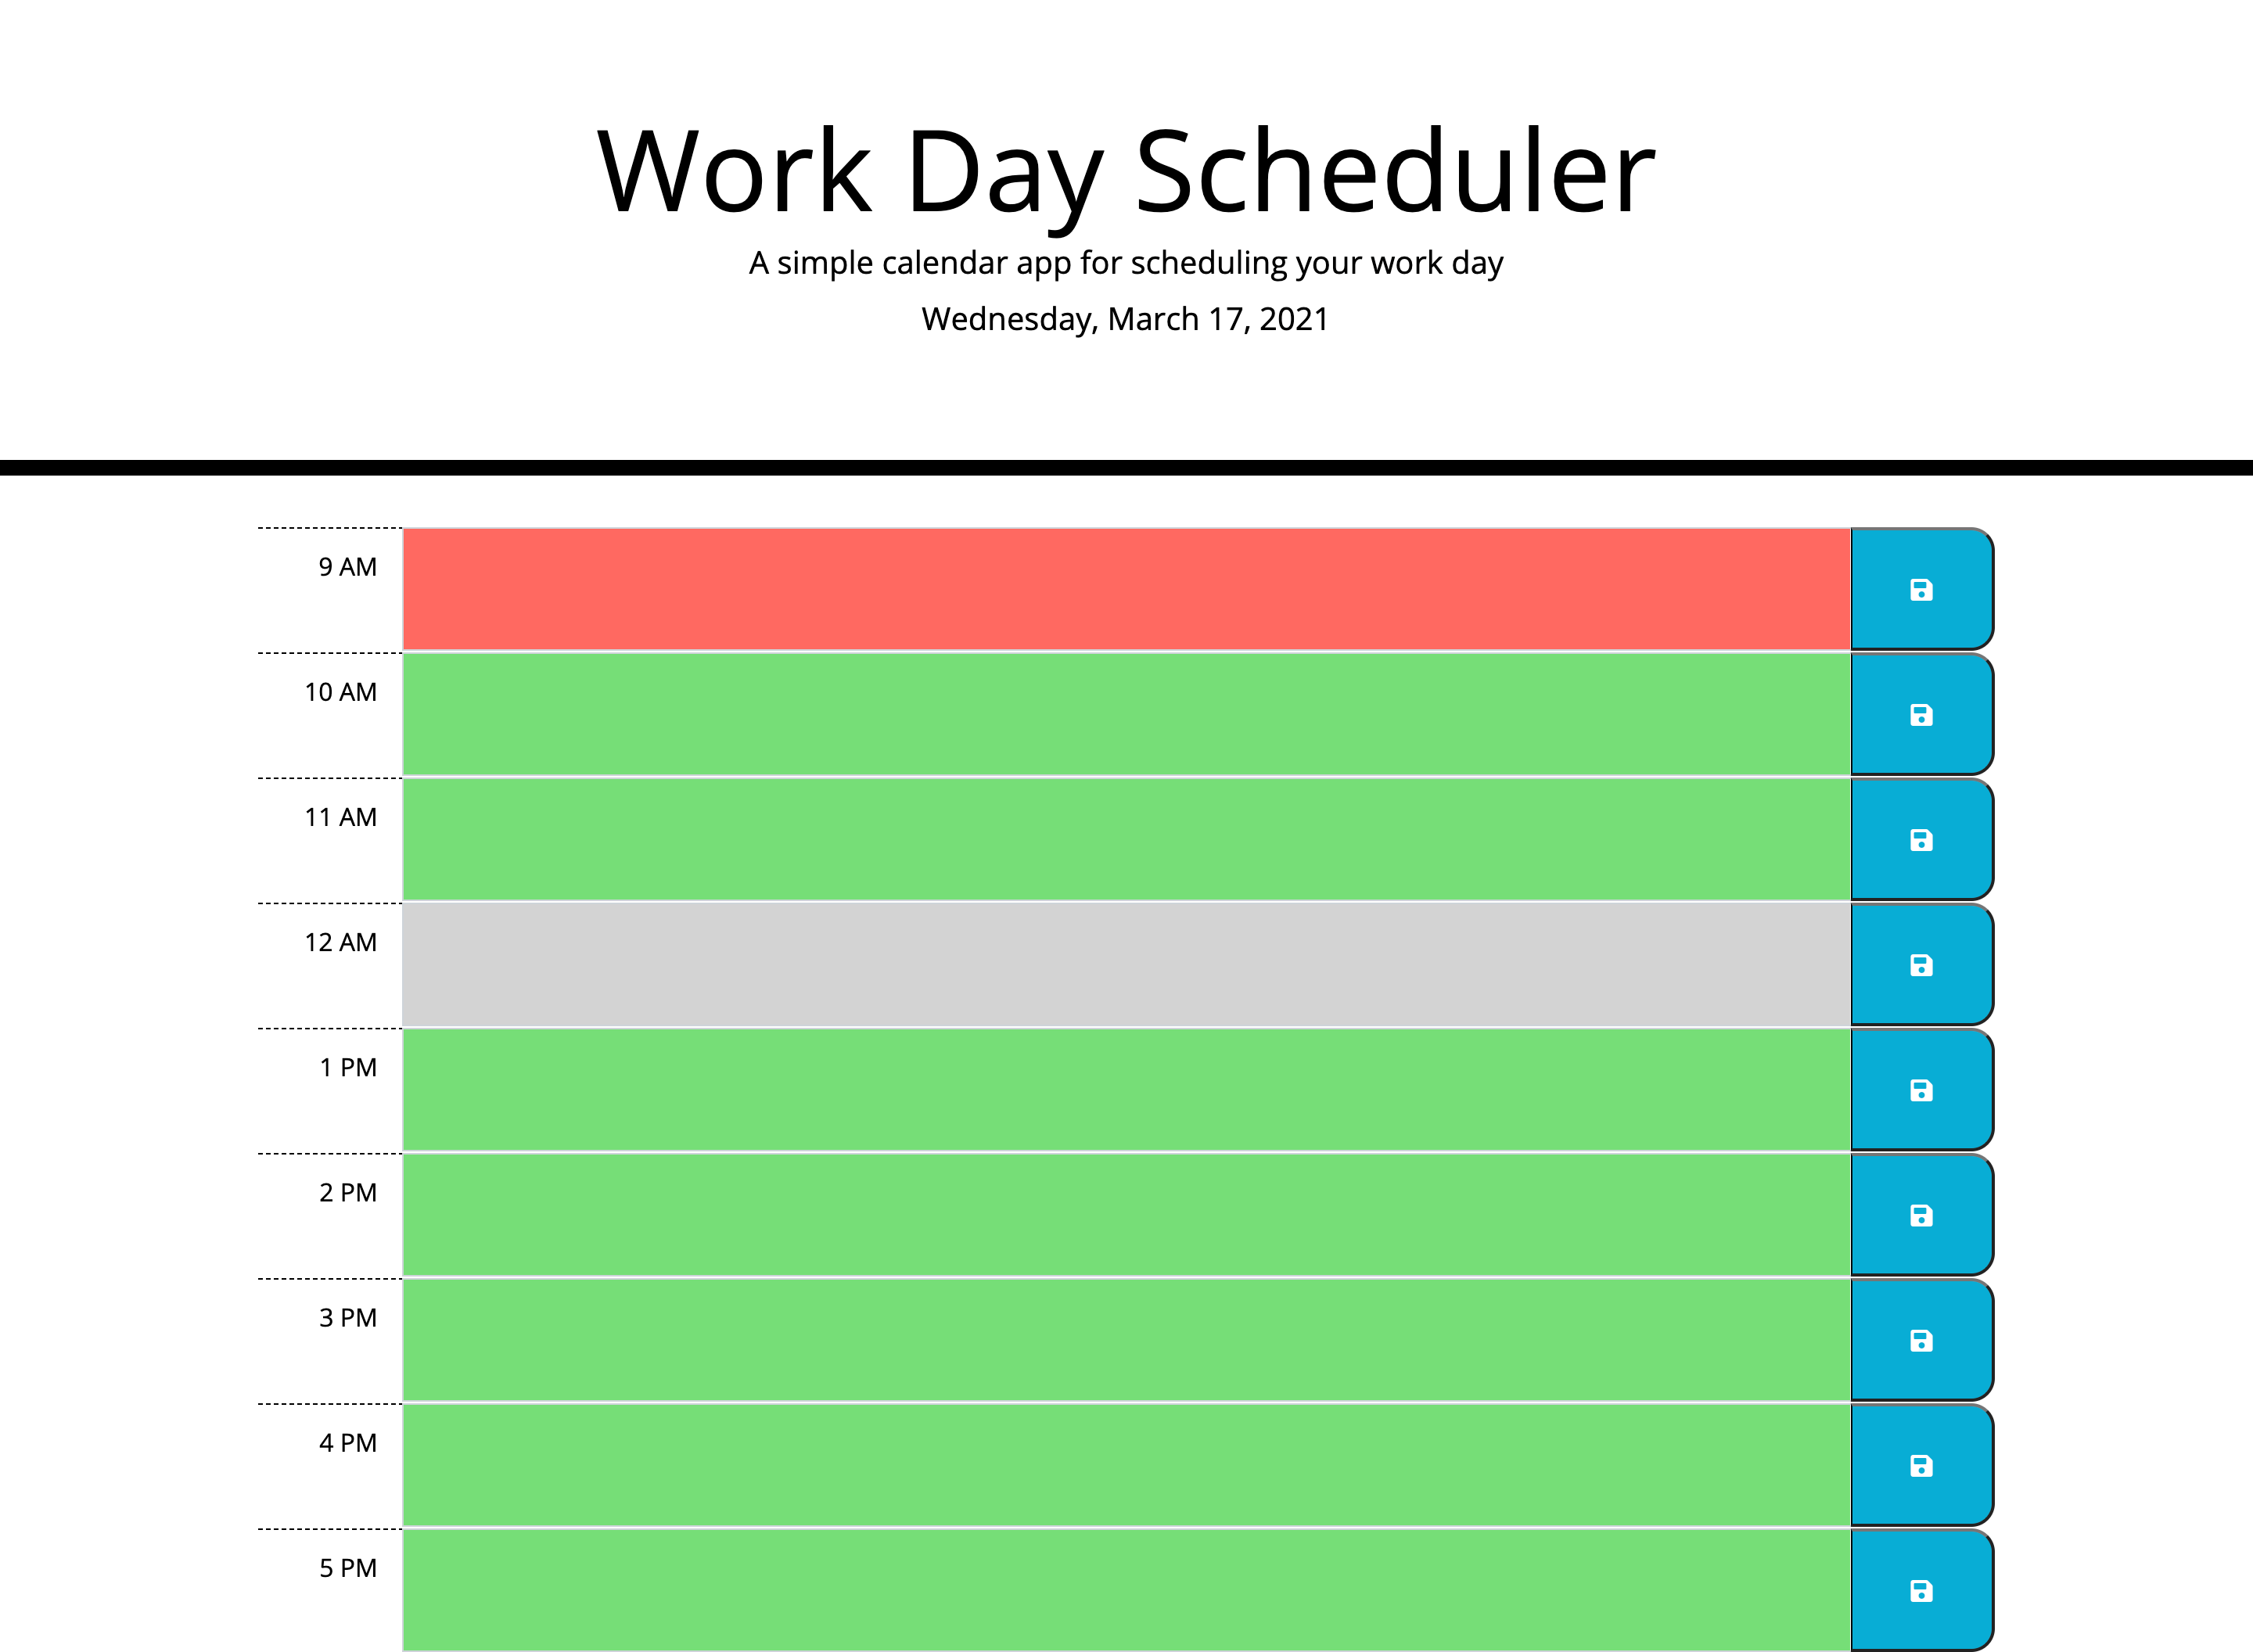 Work Day Scheduler
A simple calendar app for scheduling your work day
Wednesday, March 17, 2021
9 AM
10 AM
11 AM
12 AM
1 PM
2 PM
3 PM
4 PM
5 PM